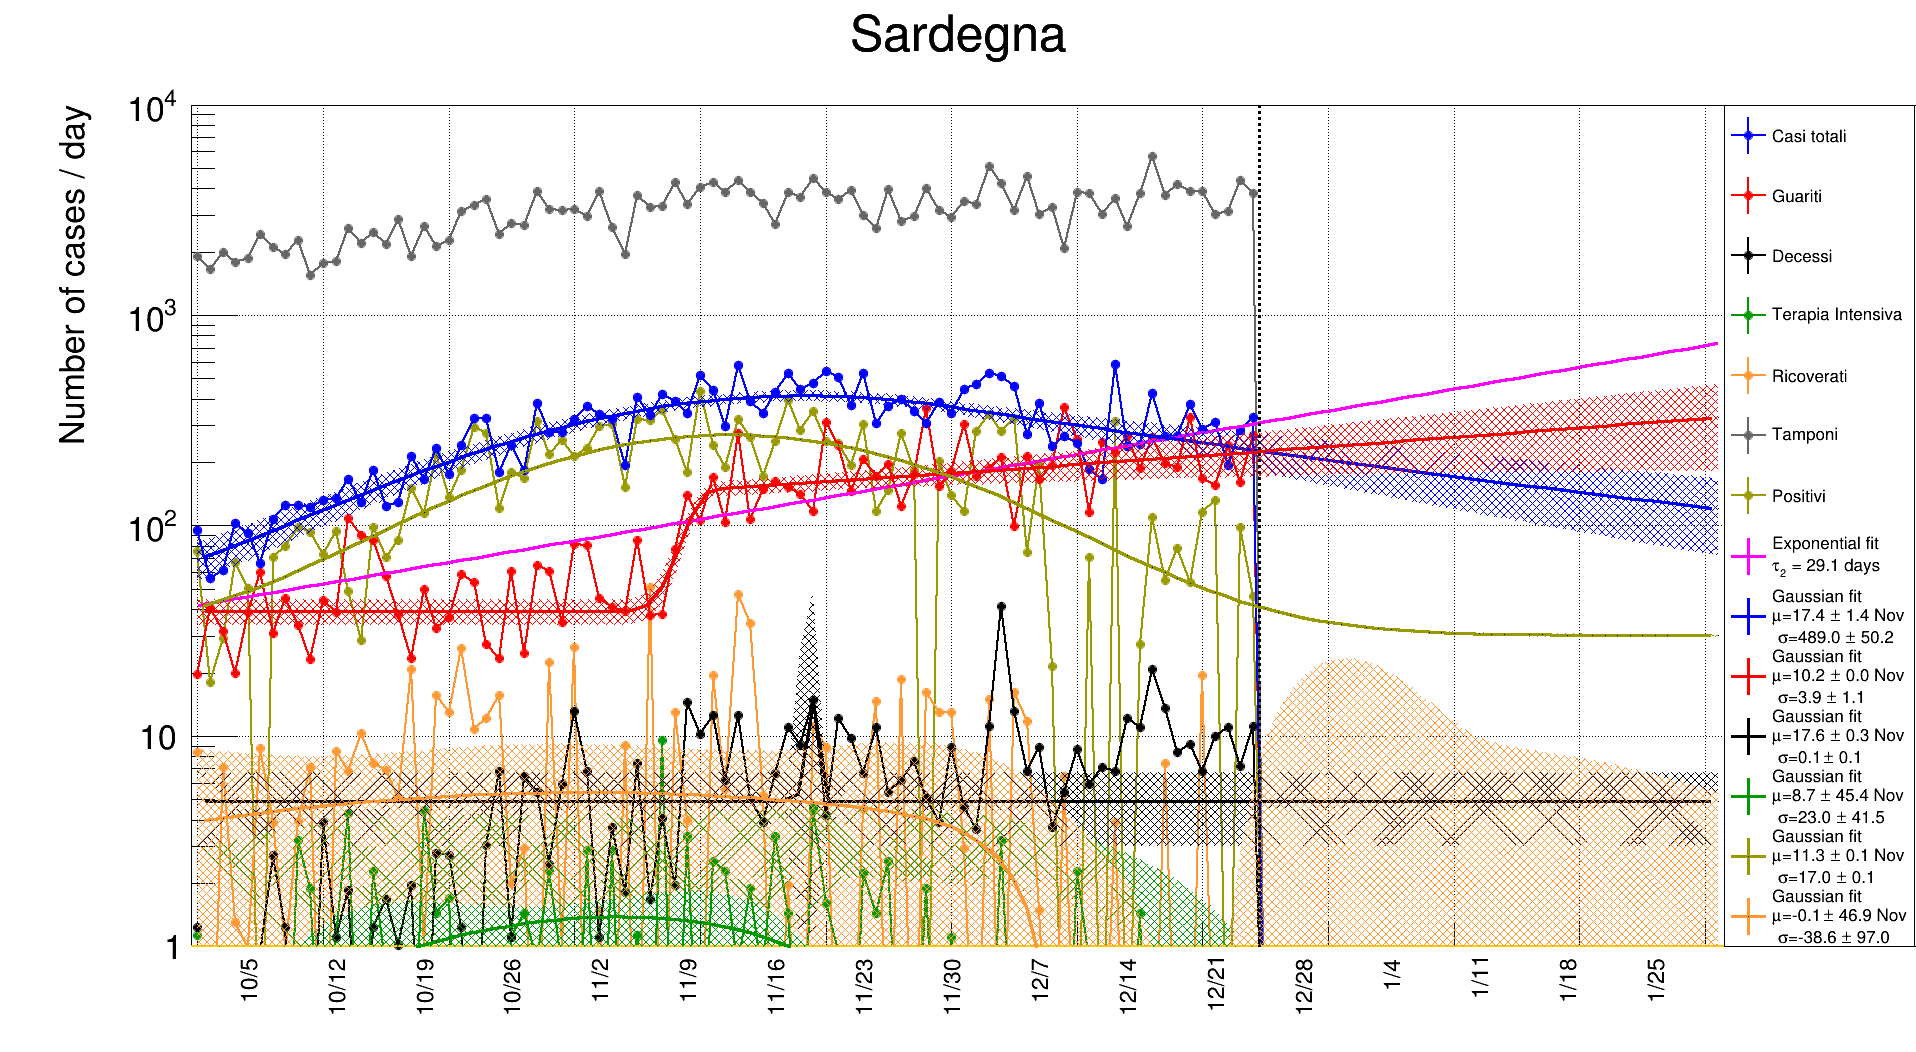 Sardegna
Number of cases / day
10^4
10^3
10^2
10
1
10/5
10/12
10/19
10/26
11/2
11/9
11/16
11/23
11/30
12/7
12/14
12/21
12/28
1/4
1/11
1/18
1/25
Casi totali
Guariti
Decessi
Terapia Intensiva
Ricoverati
Tamponi
Positivi
Exponential fit
τ₂ = 29.1 days
Gaussian fit
μ=17.4 ± 1.4 Nov
σ=489.0 ± 50.2
Gaussian fit
μ=10.2 ± 0.0 Nov
σ=3.9 ± 1.1
Gaussian fit
μ=17.6 ± 0.3 Nov
σ=0.1 ± 0.1
Gaussian fit
μ=8.7 ± 45.4 Nov
σ=23.0 ± 41.5
Gaussian fit
μ=11.3 ± 0.1 Nov
σ=17.0 ± 0.1
Gaussian fit
μ=-0.1 ± 46.9 Nov
σ=-38.6 ± 97.0